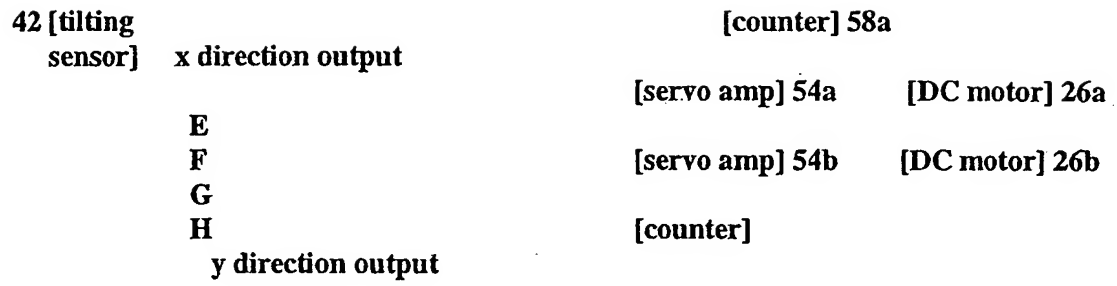 42 [tilting [counter] 58a
sensor] x direction output
[servo amp] 54a [DC motor] 26a
E
F [servo amp] 54b [DC motor] 26b
G
H [counter]
y direction output